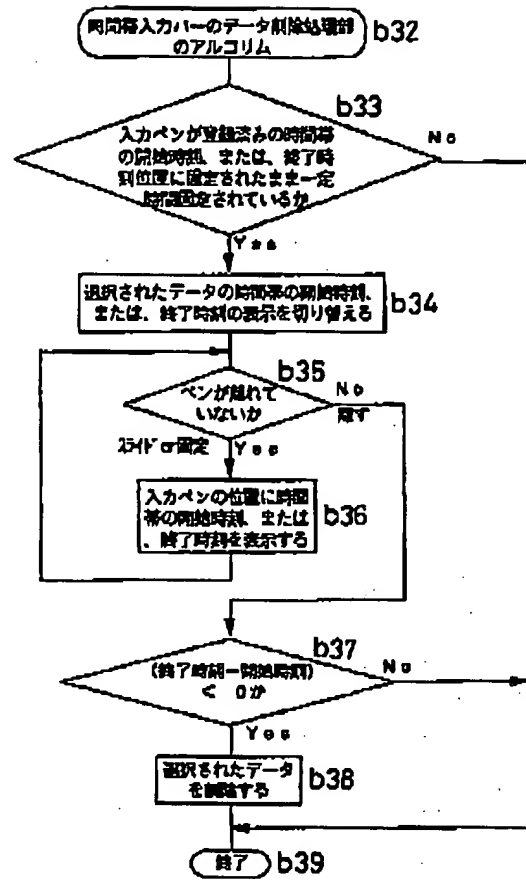 時間帯入力バーのデータ削除処理部
のアルゴリム
b32
b33
入力ペンが登録済みの時間帯
の開始時刻、または、終了時
刻位置に固定されたまま一定
時間固定されているか
No
Yes
選択されたデータの時間帯の開始時刻、
または、終了時刻の表示を切り替える
b34
b35
ペンが離れて
いないか
No
離す
スライドor固定
Yes
入力ペンの位置に時間
帯の開始時刻、または
、終了時刻を表示する
b36
b37
(終了時刻ー開始時刻)
< 0か
No
Yes
選択されたデータ
を削除する
b38
終了
b39